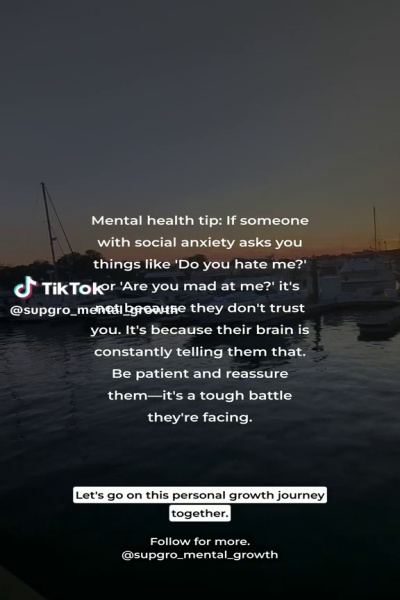 Mental health tip: If someone
with social anxiety asks you
things like 'Do you hate me?'
or 'Are you mad at me?' it's
TikTok
not because they don't trust
@supgro_mental_growth
you. It's because their brain is
constantly telling them that.
Be patient and reassure
them—it's a tough battle
they're facing.
Let's go on this personal growth journey
together.
Follow for more.
@supgro_mental_growth